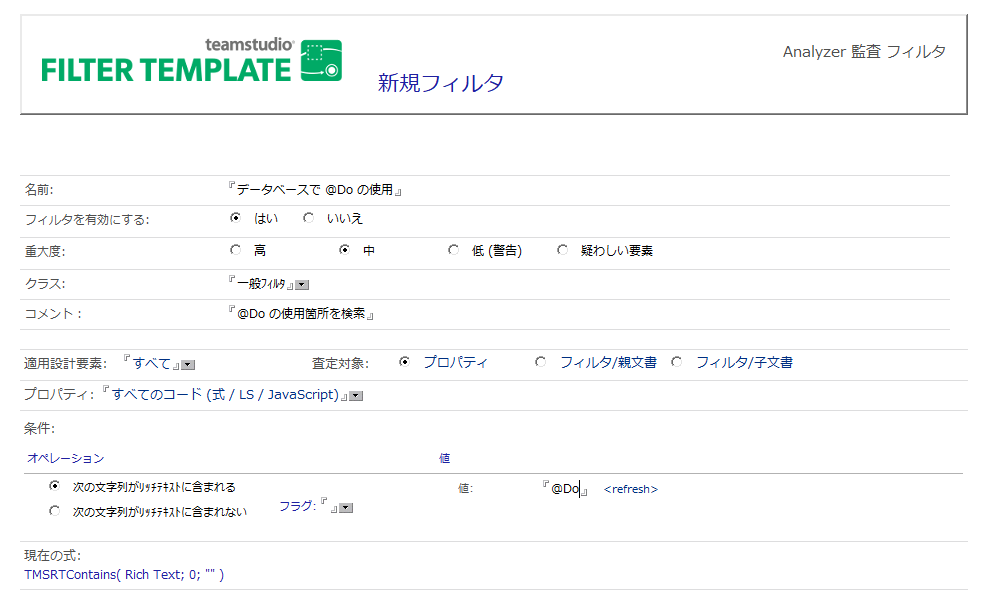 teamstudio
FILTER TEMPLATE
新規フィルタ
Analyzer 監査 フィルタ
名前: 『データベースで @Do の使用』
フィルタを有効にする: はい いいえ
重大度: 高 中 低 (警告) 疑わしい要素
クラス: 『一般ﾌｨﾙﾀ』
コメント : 『@Do の使用箇所を検索』
適用設計要素: 『すべて』 査定対象: プロパティ フィルタ/親文書 フィルタ/子文書
プロパティ: 『すべてのコード (式 / LS / JavaScript)』
条件:
オペレーション 値
次の文字列がﾘｯﾁﾃｷｽﾄに含まれる 値: 『@Do』 <refresh>
次の文字列がﾘｯﾁﾃｷｽﾄに含まれない フラグ: 『 』
現在の式:
TMSRTContains( Rich Text; 0; "" )